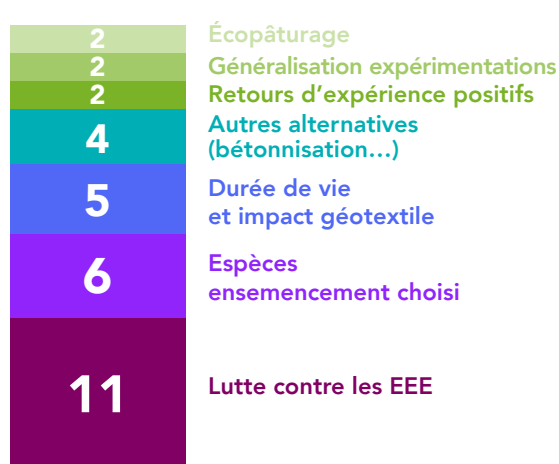 2 Écopâturage
2 Généralisation expérimentations
2 Retours d’expérience positifs
4 Autres alternatives
(bétonnisation…)
5 Durée de vie
et impact géotextile
6 Espèces
ensemencement choisi
11 Lutte contre les EEE